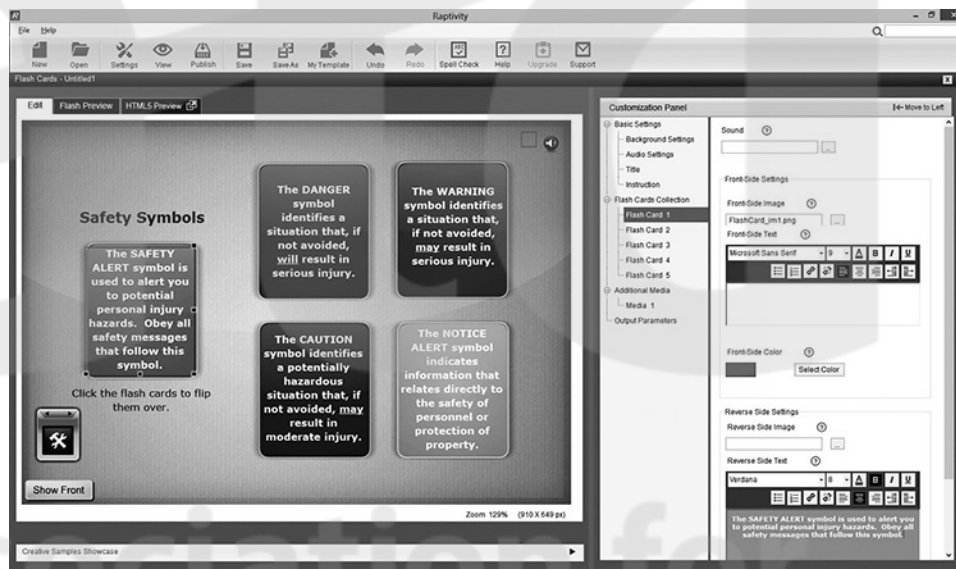 Raptivity
File Help
New Open Settings View Publish Save Save As My Template Undo Redo Spell Check Help Upgrade Support
Flash Cards - Untitled1
Edit Flash Preview HTML5 Preview
Safety Symbols
The SAFETY
ALERT symbol is
used to alert you
to potential
personal injury
hazards. Obey all
safety messages
that follow this
symbol.
Click the flash cards to flip
them over.
Show Front
The DANGER
symbol
identifies a
situation that, if
not avoided,
will result in
serious injury.
The WARNING
symbol identifies
a situation that,
if not avoided,
may result in
serious injury.
The CAUTION
symbol identifies
a potentially
hazardous
situation that, if
not avoided, may
result in
moderate injury.
The NOTICE
ALERT symbol
indicates
information that
relates directly to
the safety of
personnel or
protection of
property.
Zoom 129% (910 X 649 px)
Creative Samples Showcase
Customization Panel
Move to Left
Basic Settings
Background Settings
Audio Settings
Title
Instruction
Flash Cards Collection
Flash Card 1
Flash Card 2
Flash Card 3
Flash Card 4
Flash Card 5
Additional Media
Media 1
Output Parameters
Sound ?
...
Front-Side Settings
Front-Side Image ?
FlashCard_im1.png ...
Front-Side Text ?
Microsoft Sans Serif 9 A B I U
Front-Side Color ?
Select Color
Reverse Side Settings
Reverse Side Image ?
...
Reverse Side Text ?
Verdana 8 A B I U
The SAFETY ALERT symbol is used to alert you
to potential personal injury hazards. Obey all
safety messages that follow this symbol.